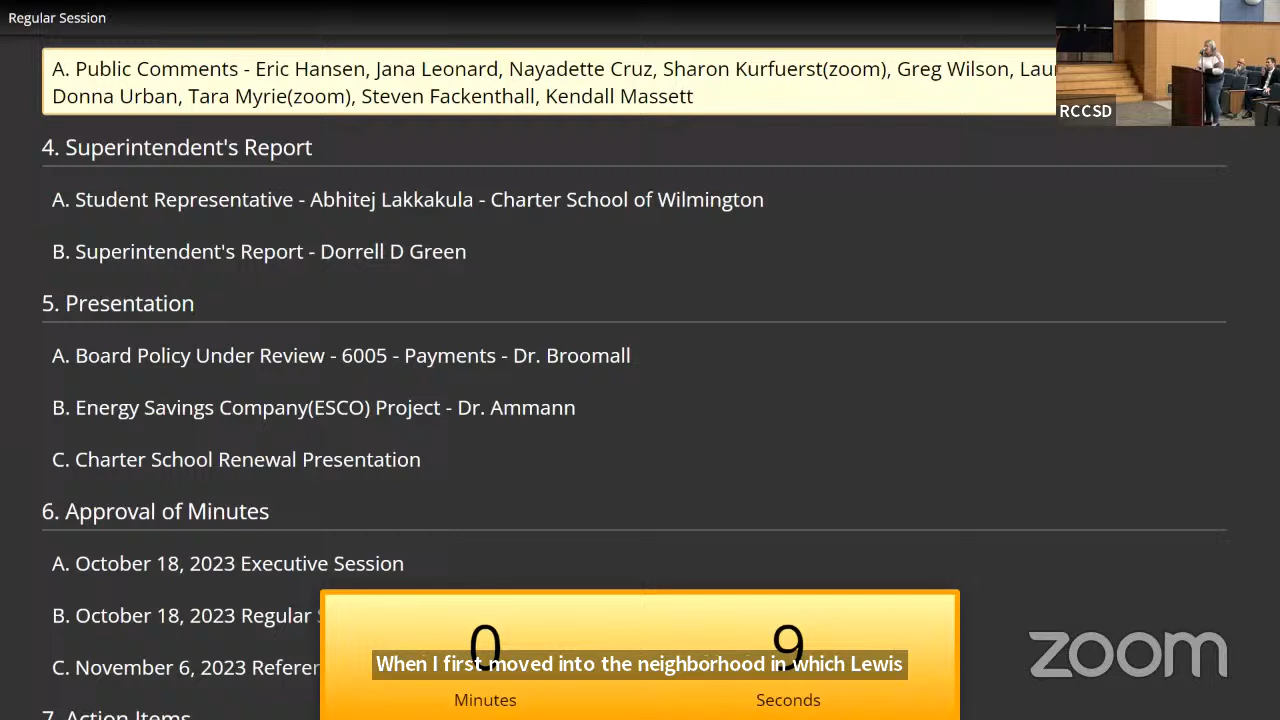 Regular Session
A. Public Comments - Eric Hansen, Jana Leonard, Nayadette Cruz, Sharon Kurfuerst(zoom), Greg Wilson,
Donna Urban, Tara Myrie(zoom), Steven Fackenthall, Kendall Massett
RCCSD
4. Superintendent's Report
A. Student Representative - Abhitej Lakkakula - Charter School of Wilmington
B. Superintendent's Report - Dorrell D Green
5. Presentation
A. Board Policy Under Review - 6005 - Payments - Dr. Broomall
B. Energy Savings Company(ESCO) Project - Dr. Ammann
C. Charter School Renewal Presentation
6. Approval of Minutes
A. October 18, 2023 Executive Session
B. October 18, 2023 Regular
C. November 6, 2023
7. Action Items
0 9
When I first moved into the neighborhood in which Lewis
Minutes Seconds
zoom